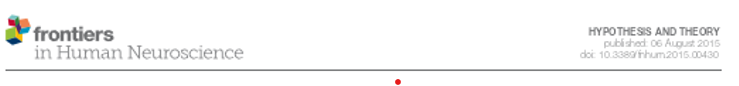 frontiers
in Human Neuroscience
HYPOTHESIS AND THEORY
published: 06 August 2015
doi: 10.3389/fnhum.2015.00430